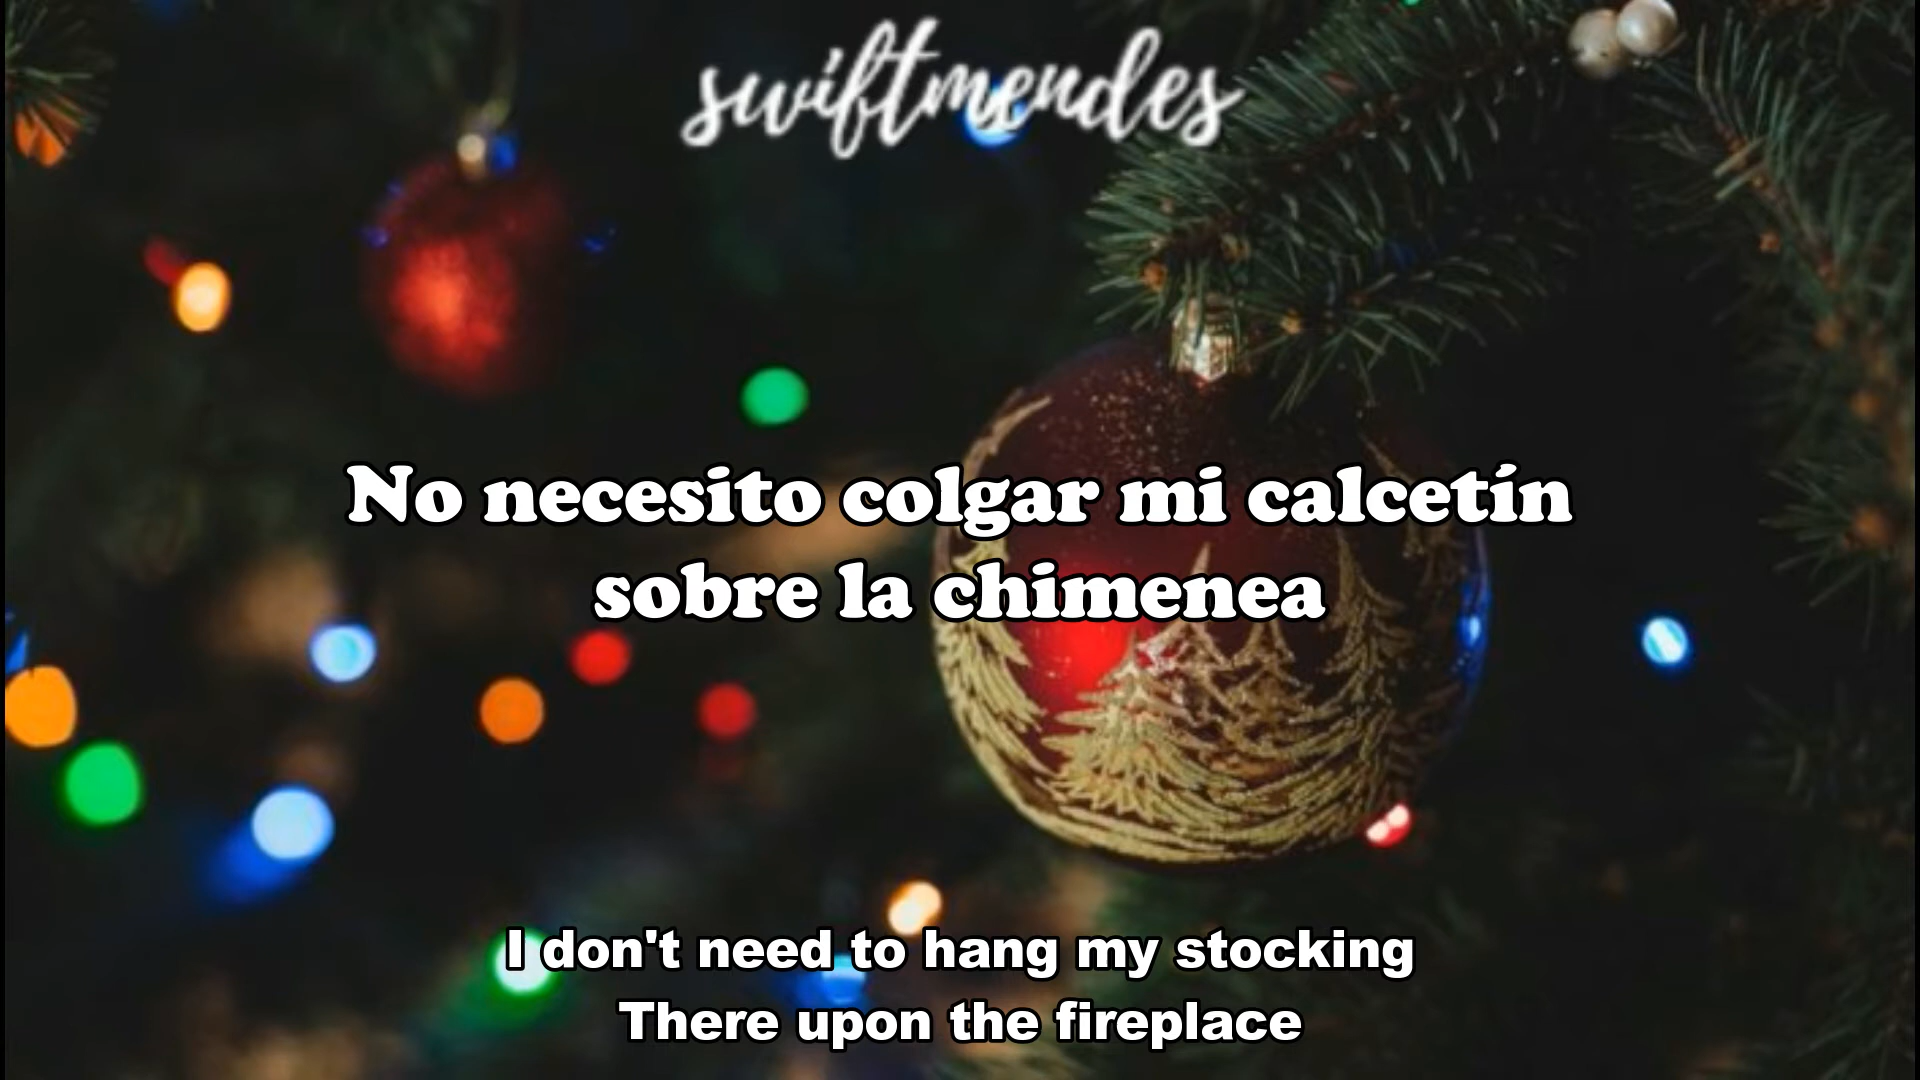 swiftmendes
No necesito colgar mi calcetín
sobre la chimenea
I don't need to hang my stocking
There upon the fireplace